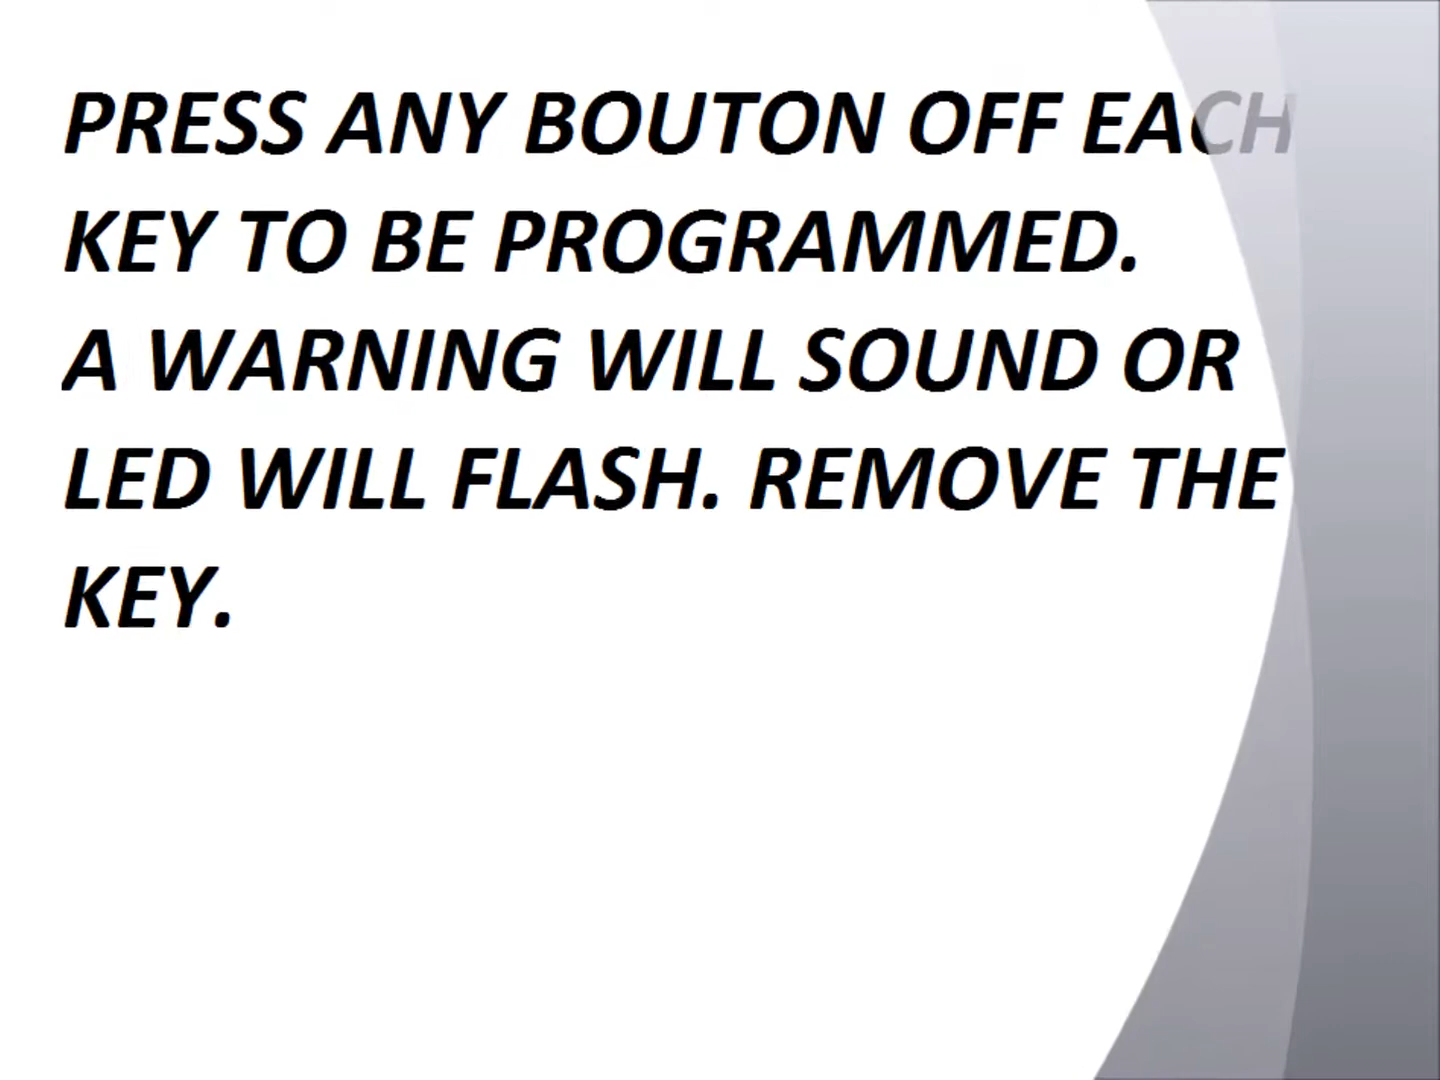 PRESS ANY BOUTON OFF EACH
KEY TO BE PROGRAMMED.
A WARNING WILL SOUND OR
LED WILL FLASH. REMOVE THE
KEY.